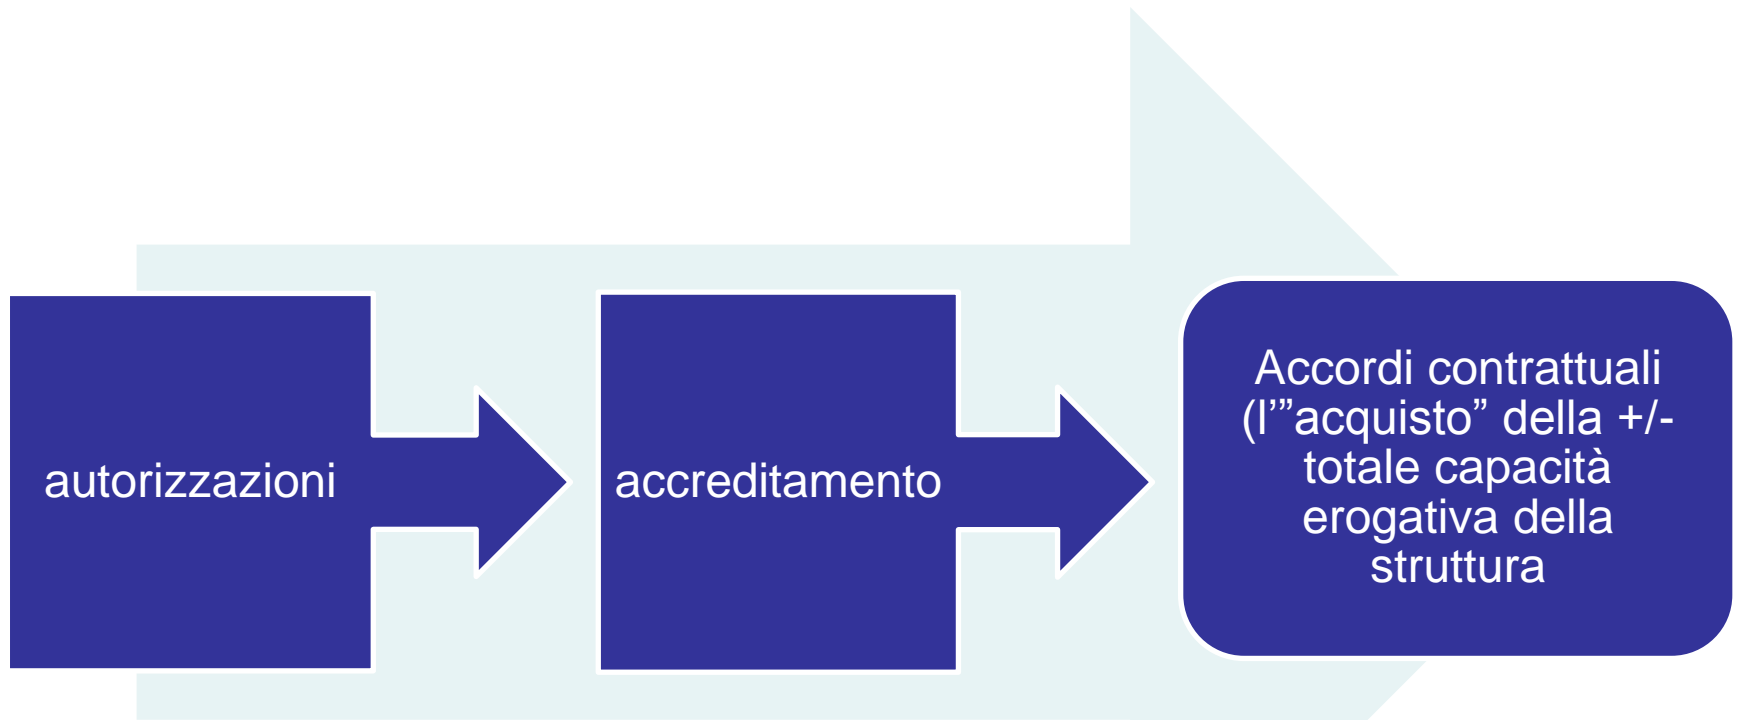 autorizzazioni
accreditamento
Accordi contrattuali
(l’”acquisto” della +/-
totale capacità
erogativa della
struttura